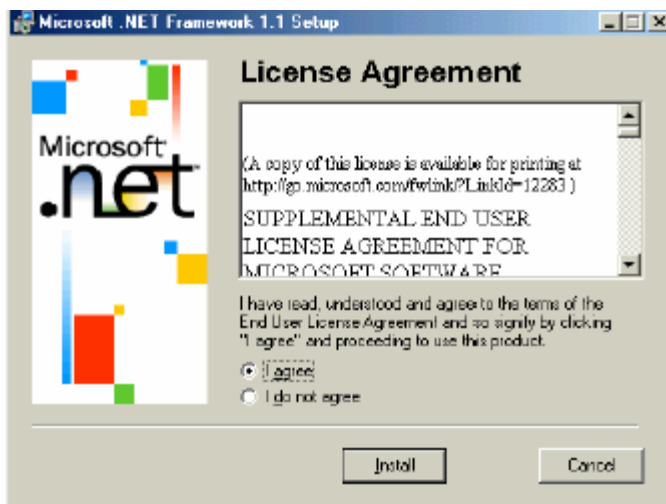 Microsoft .NET Framework 1.1 Setup
Microsoft
.net
License Agreement
(A copy of this license is available for printing at
http://go.microsoft.com/fwlink/?LinkId=12283 )
SUPPLEMENTAL END USER
LICENSE AGREEMENT FOR
MICROSOFT SOFTWARE
I have read, understood and agree to the terms of the
End User License Agreement and so signify by clicking
"I agree" and proceeding to use this product.
I agree
I do not agree
Install
Cancel